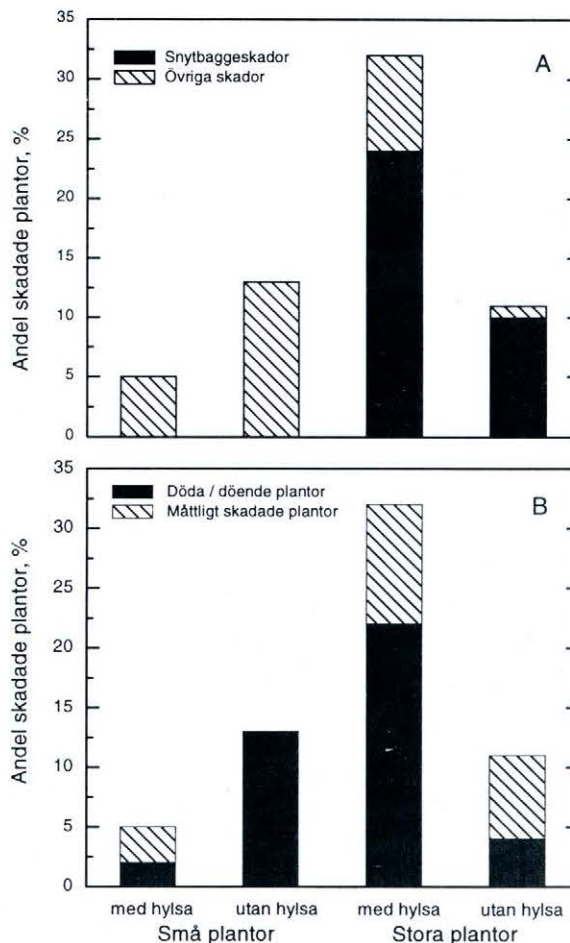 35
30
25
20
15
10
5
0
Andel skadade plantor, %
Snytbaggeskador
Övriga skador
A
35
30
25
20
15
10
5
0
Andel skadade plantor, %
Döda / döende plantor
Måttligt skadade plantor
B
med hylsa utan hylsa med hylsa utan hylsa
Små plantor Stora plantor